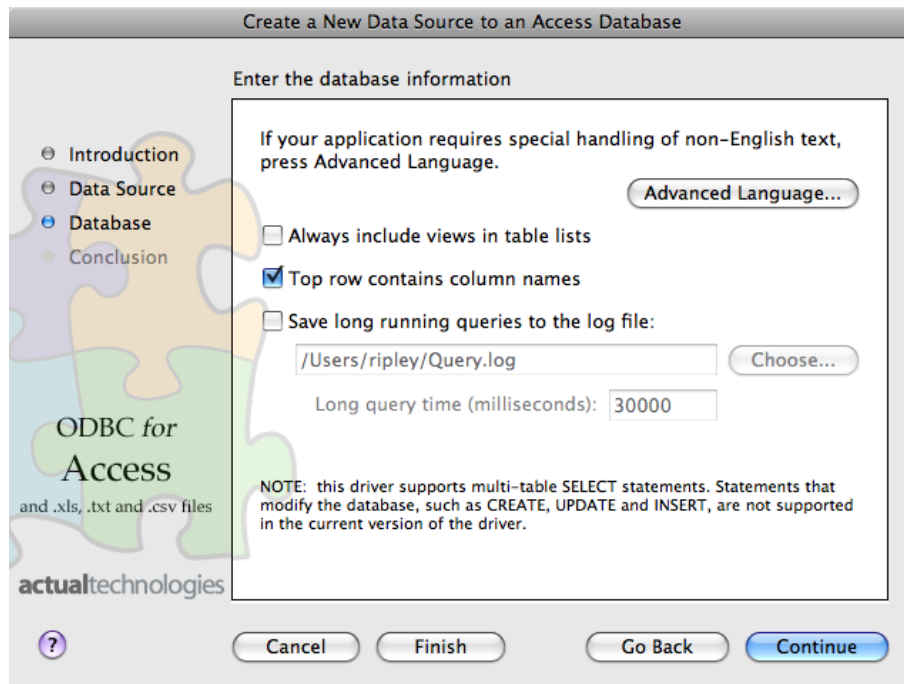 Create a New Data Source to an Access Database
Enter the database information
Introduction
Data Source
Database
Conclusion
ODBC for
Access
and .xls, .txt and .csv files
actualtechnologies
If your application requires special handling of non-English text,
press Advanced Language.
Advanced Language...
Always include views in table lists
Top row contains column names
Save long running queries to the log file:
/Users/ripley/Query.log
Choose...
Long query time (milliseconds): 30000
NOTE: this driver supports multi-table SELECT statements. Statements that
modify the database, such as CREATE, UPDATE and INSERT, are not supported
in the current version of the driver.
?
Cancel
Finish
Go Back
Continue